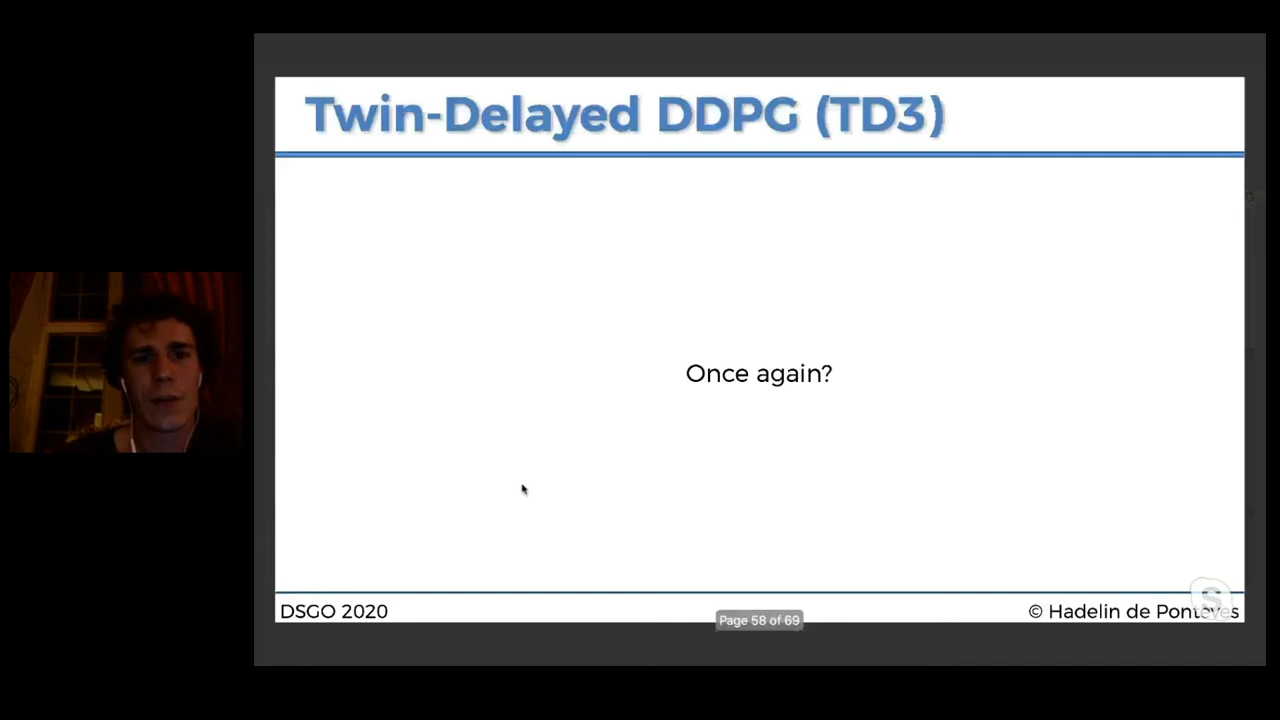 Twin-Delayed DDPG (TD3)
Once again?
DSGO 2020
Page 58 of 69
© Hadelin de Ponteves